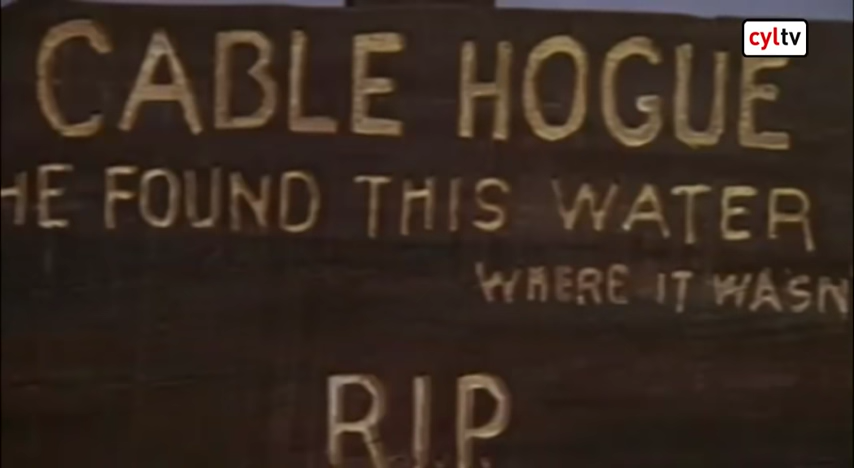 cyltv
CABLE HOGUE
HE FOUND THIS WATER
WHERE IT WASN
R.I.P.